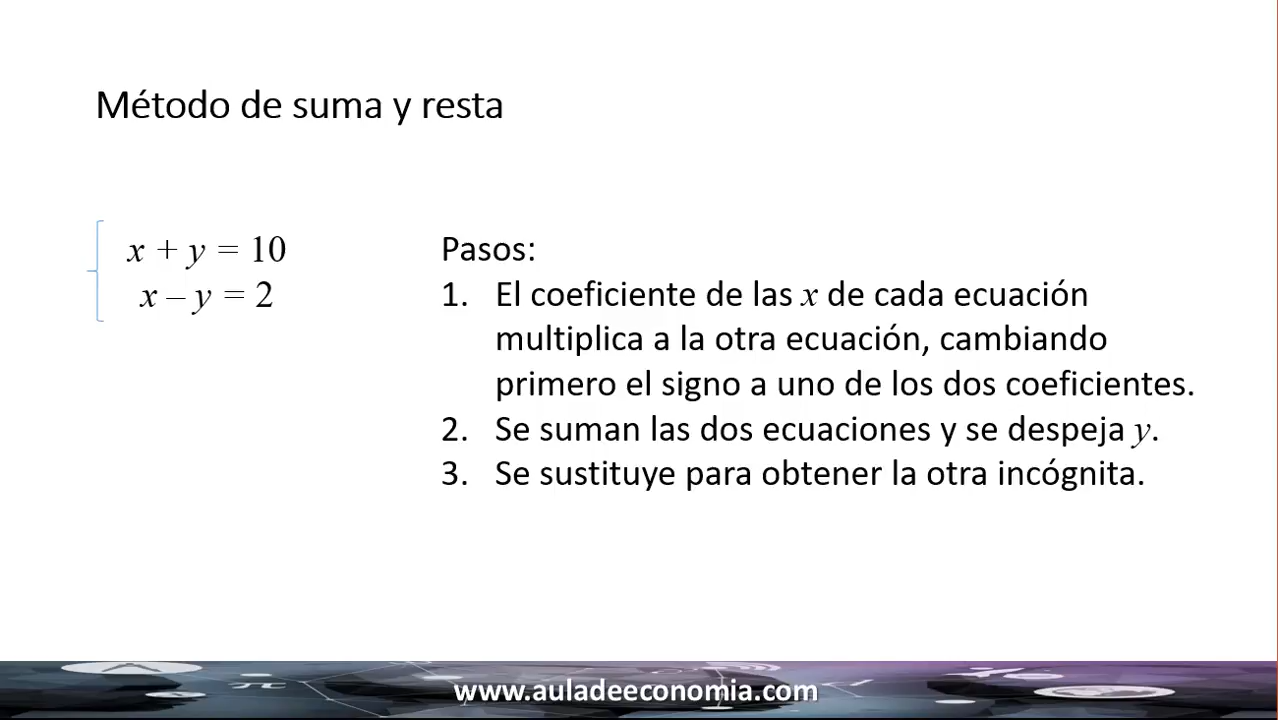 Método de suma y resta
x + y = 10
x – y = 2
Pasos:
1. El coeficiente de las x de cada ecuación
multiplica a la otra ecuación, cambiando
primero el signo a uno de los dos coeficientes.
2. Se suman las dos ecuaciones y se despeja y.
3. Se sustituye para obtener la otra incógnita.
www.auladeeconomia.com